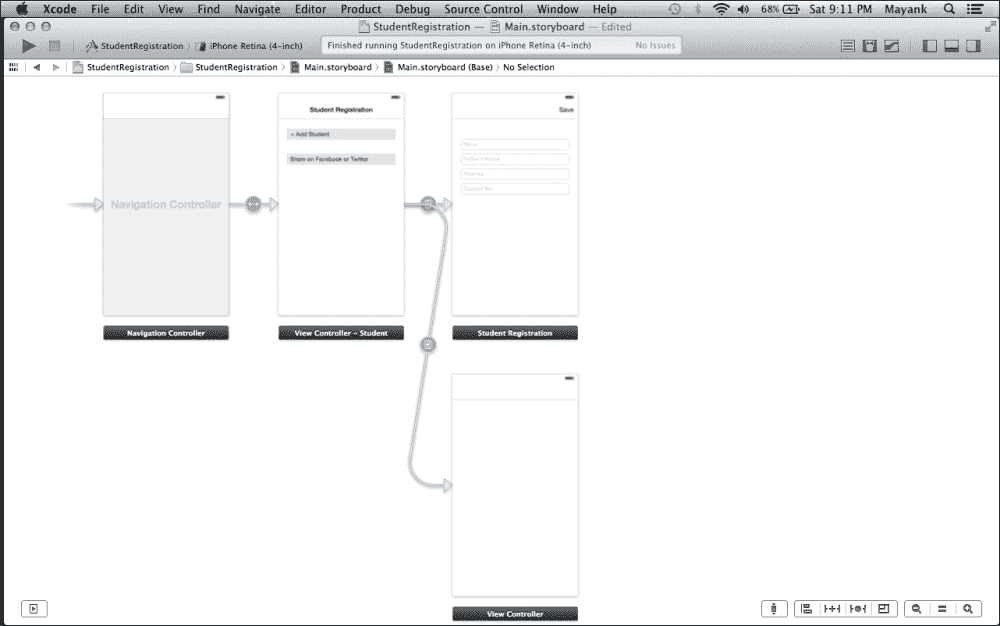 Xcode File Edit View Find Navigate Editor Product Debug Source Control Window Help 68% Sat 9:11 PM Mayank
StudentRegistration — Main.storyboard — Edited
StudentRegistration 〉 iPhone Retina (4-inch) Finished running StudentRegistration on iPhone Retina (4-inch) No Issues
StudentRegistration 〉 StudentRegistration 〉 Main.storyboard 〉 Main.storyboard (Base) 〉 No Selection
Student Registration
Save
+ Add Student
Share on Facebook or Twitter
Name
Father's Name
Address
Contact No.
Navigation Controller
Navigation Controller
View Controller – Student
Student Registration
View Controller